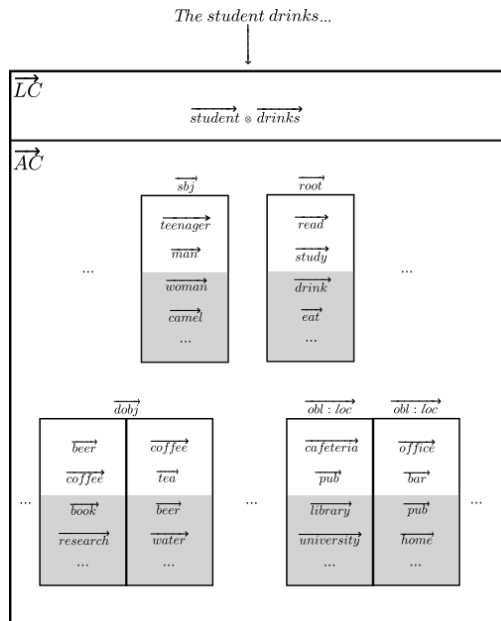 The student drinks...
LC
student ⊗ drinks
AC
sbj root
teenager read
man study
... woman drink ...
camel eat
... ...
dobj obl : loc obl : loc
beer coffee cafeteria office
coffee tea pub bar
... book beer ... library pub ...
research water university home
... ... ... ...